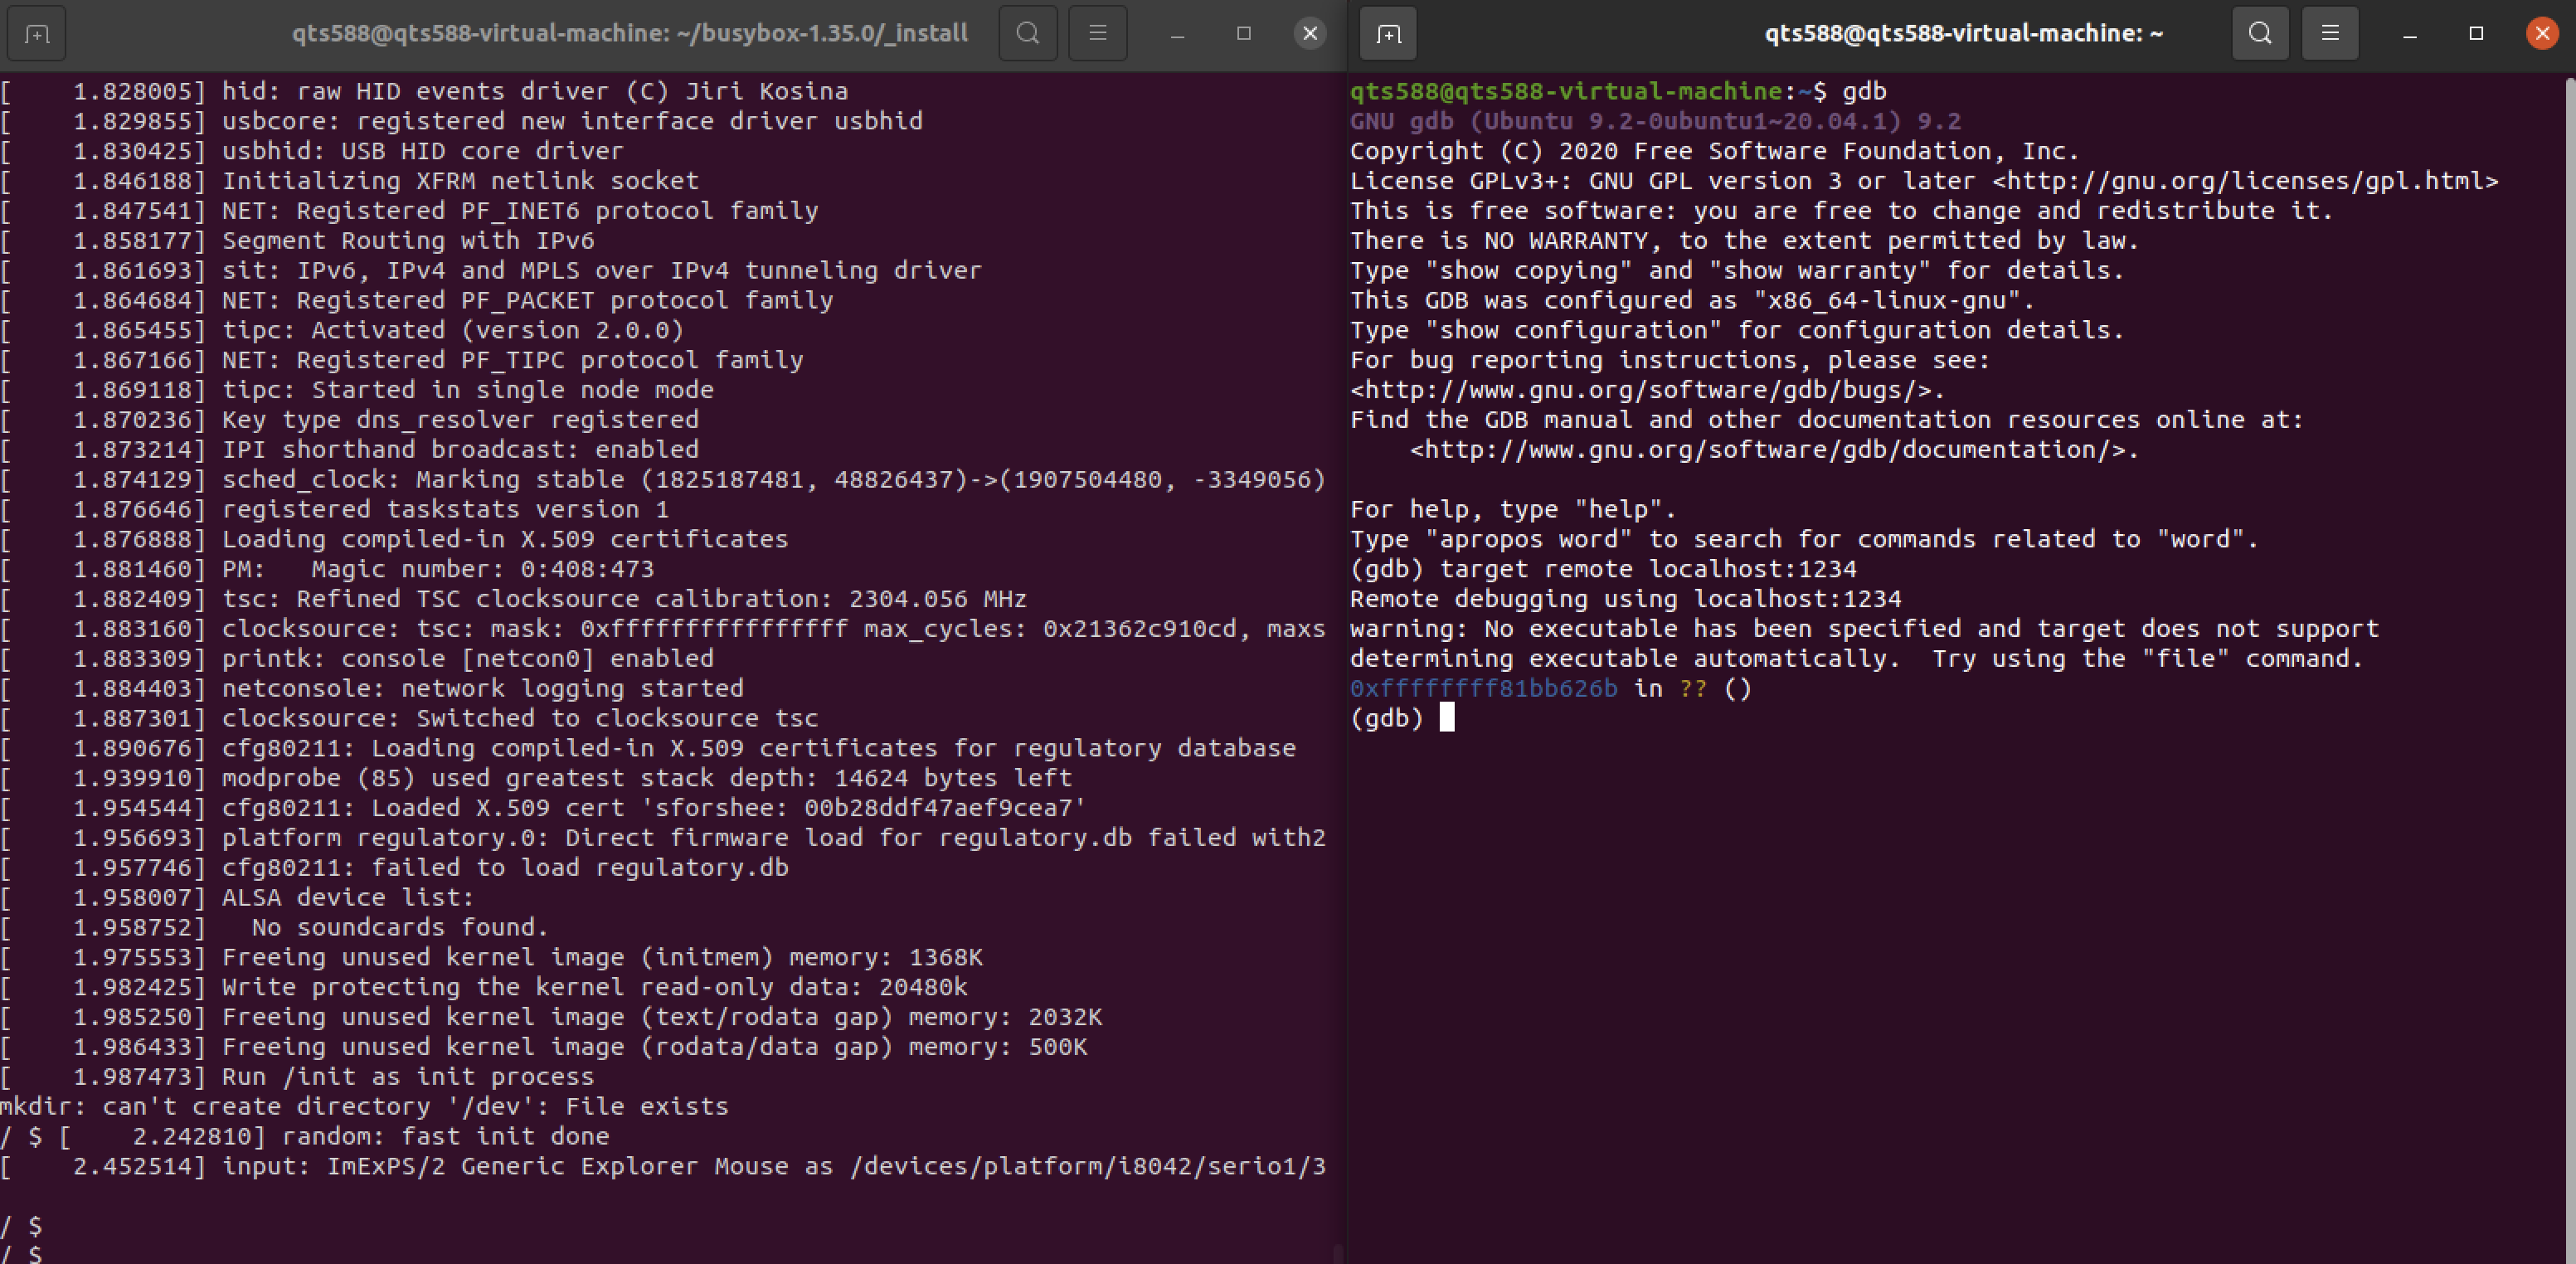 qts588@qts588-virtual-machine: ~/busybox-1.35.0/_install
[    1.828005] hid: raw HID events driver (C) Jiri Kosina
[    1.829855] usbcore: registered new interface driver usbhid
[    1.830425] usbhid: USB HID core driver
[    1.846188] Initializing XFRM netlink socket
[    1.847541] NET: Registered PF_INET6 protocol family
[    1.858177] Segment Routing with IPv6
[    1.861693] sit: IPv6, IPv4 and MPLS over IPv4 tunneling driver
[    1.864684] NET: Registered PF_PACKET protocol family
[    1.865455] tipc: Activated (version 2.0.0)
[    1.867166] NET: Registered PF_TIPC protocol family
[    1.869118] tipc: Started in single node mode
[    1.870236] Key type dns_resolver registered
[    1.873214] IPI shorthand broadcast: enabled
[    1.874129] sched_clock: Marking stable (1825187481, 48826437)->(1907504480, -3349056)
[    1.876646] registered taskstats version 1
[    1.876888] Loading compiled-in X.509 certificates
[    1.881460] PM:   Magic number: 0:408:473
[    1.882409] tsc: Refined TSC clocksource calibration: 2304.056 MHz
[    1.883160] clocksource: tsc: mask: 0xffffffffffffffff max_cycles: 0x21362c910cd, maxs
[    1.883309] printk: console [netcon0] enabled
[    1.884403] netconsole: network logging started
[    1.887301] clocksource: Switched to clocksource tsc
[    1.890676] cfg80211: Loading compiled-in X.509 certificates for regulatory database
[    1.939910] modprobe (85) used greatest stack depth: 14624 bytes left
[    1.954544] cfg80211: Loaded X.509 cert 'sforshee: 00b28ddf47aef9cea7'
[    1.956693] platform regulatory.0: Direct firmware load for regulatory.db failed with2
[    1.957746] cfg80211: failed to load regulatory.db
[    1.958007] ALSA device list:
[    1.958752]   No soundcards found.
[    1.975553] Freeing unused kernel image (initmem) memory: 1368K
[    1.982425] Write protecting the kernel read-only data: 20480k
[    1.985250] Freeing unused kernel image (text/rodata gap) memory: 2032K
[    1.986433] Freeing unused kernel image (rodata/data gap) memory: 500K
[    1.987473] Run /init as init process
mkdir: can't create directory '/dev': File exists
/ $ [    2.242810] random: fast init done
[    2.452514] input: ImExPS/2 Generic Explorer Mouse as /devices/platform/i8042/serio1/3
/ $
/ $
qts588@qts588-virtual-machine: ~
qts588@qts588-virtual-machine:~$ gdb
GNU gdb (Ubuntu 9.2-0ubuntu1~20.04.1) 9.2
Copyright (C) 2020 Free Software Foundation, Inc.
License GPLv3+: GNU GPL version 3 or later <http://gnu.org/licenses/gpl.html>
This is free software: you are free to change and redistribute it.
There is NO WARRANTY, to the extent permitted by law.
Type "show copying" and "show warranty" for details.
This GDB was configured as "x86_64-linux-gnu".
Type "show configuration" for configuration details.
For bug reporting instructions, please see:
<http://www.gnu.org/software/gdb/bugs/>.
Find the GDB manual and other documentation resources online at:
    <http://www.gnu.org/software/gdb/documentation/>.
For help, type "help".
Type "apropos word" to search for commands related to "word".
(gdb) target remote localhost:1234
Remote debugging using localhost:1234
warning: No executable has been specified and target does not support
determining executable automatically.  Try using the "file" command.
0xffffffff81bb626b in ?? ()
(gdb)